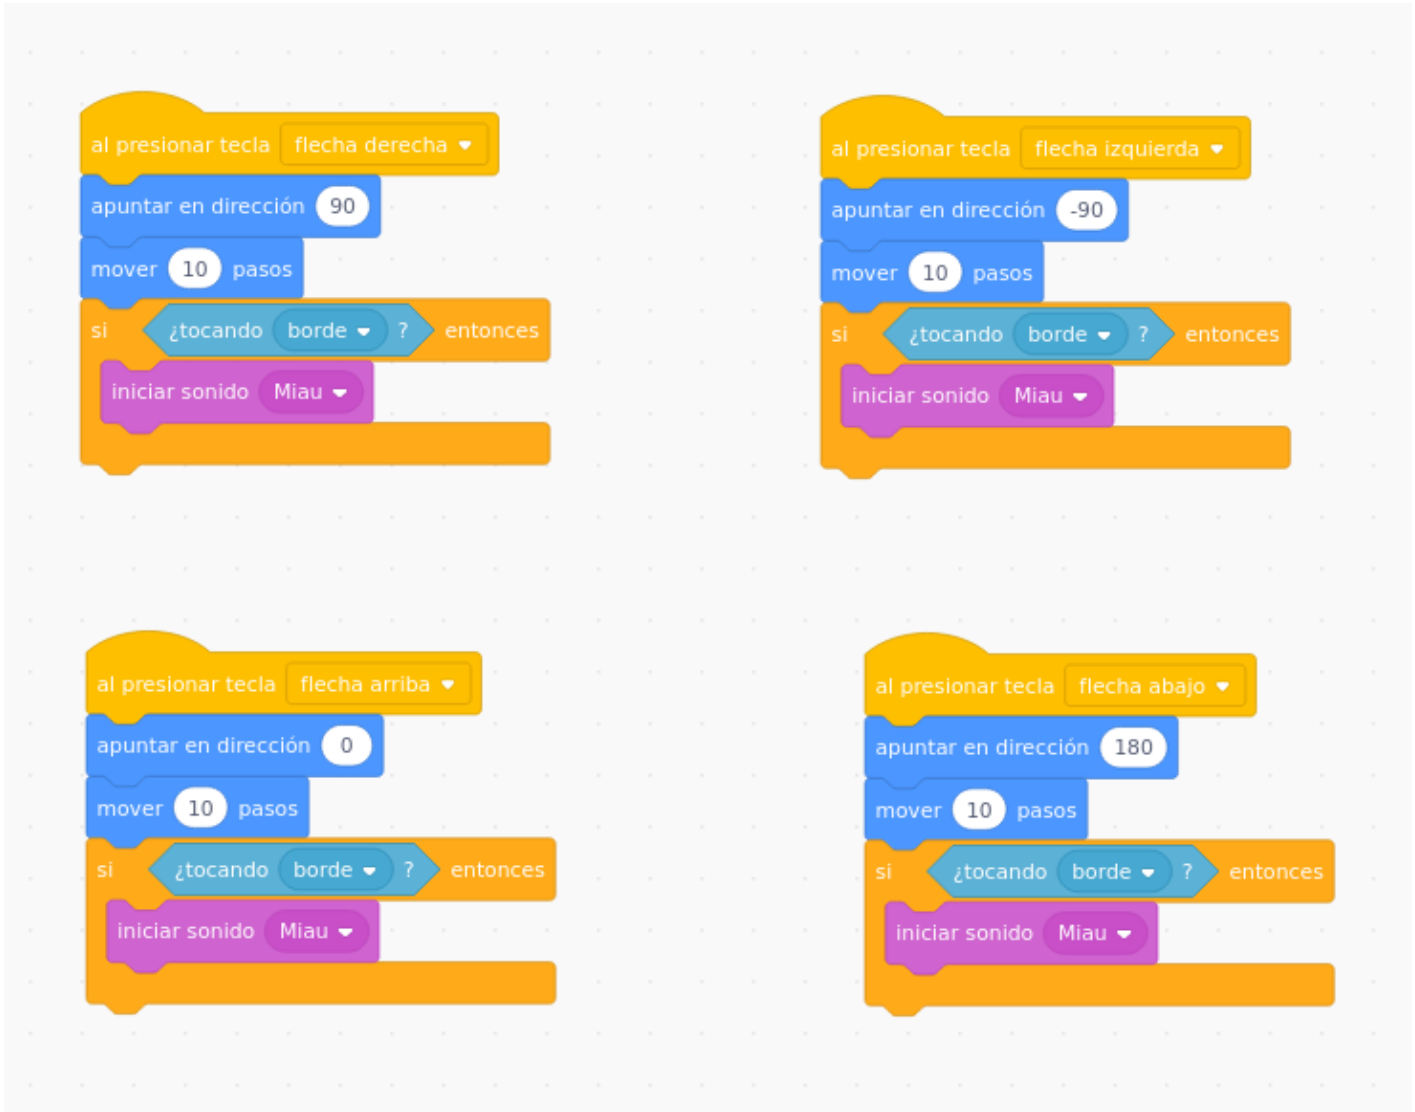 al presionar tecla flecha derecha
apuntar en dirección 90
mover 10 pasos
si ¿tocando borde ? entonces
iniciar sonido Miau
al presionar tecla flecha izquierda
apuntar en dirección -90
mover 10 pasos
si ¿tocando borde ? entonces
iniciar sonido Miau
al presionar tecla flecha arriba
apuntar en dirección 0
mover 10 pasos
si ¿tocando borde ? entonces
iniciar sonido Miau
al presionar tecla flecha abajo
apuntar en dirección 180
mover 10 pasos
si ¿tocando borde ? entonces
iniciar sonido Miau